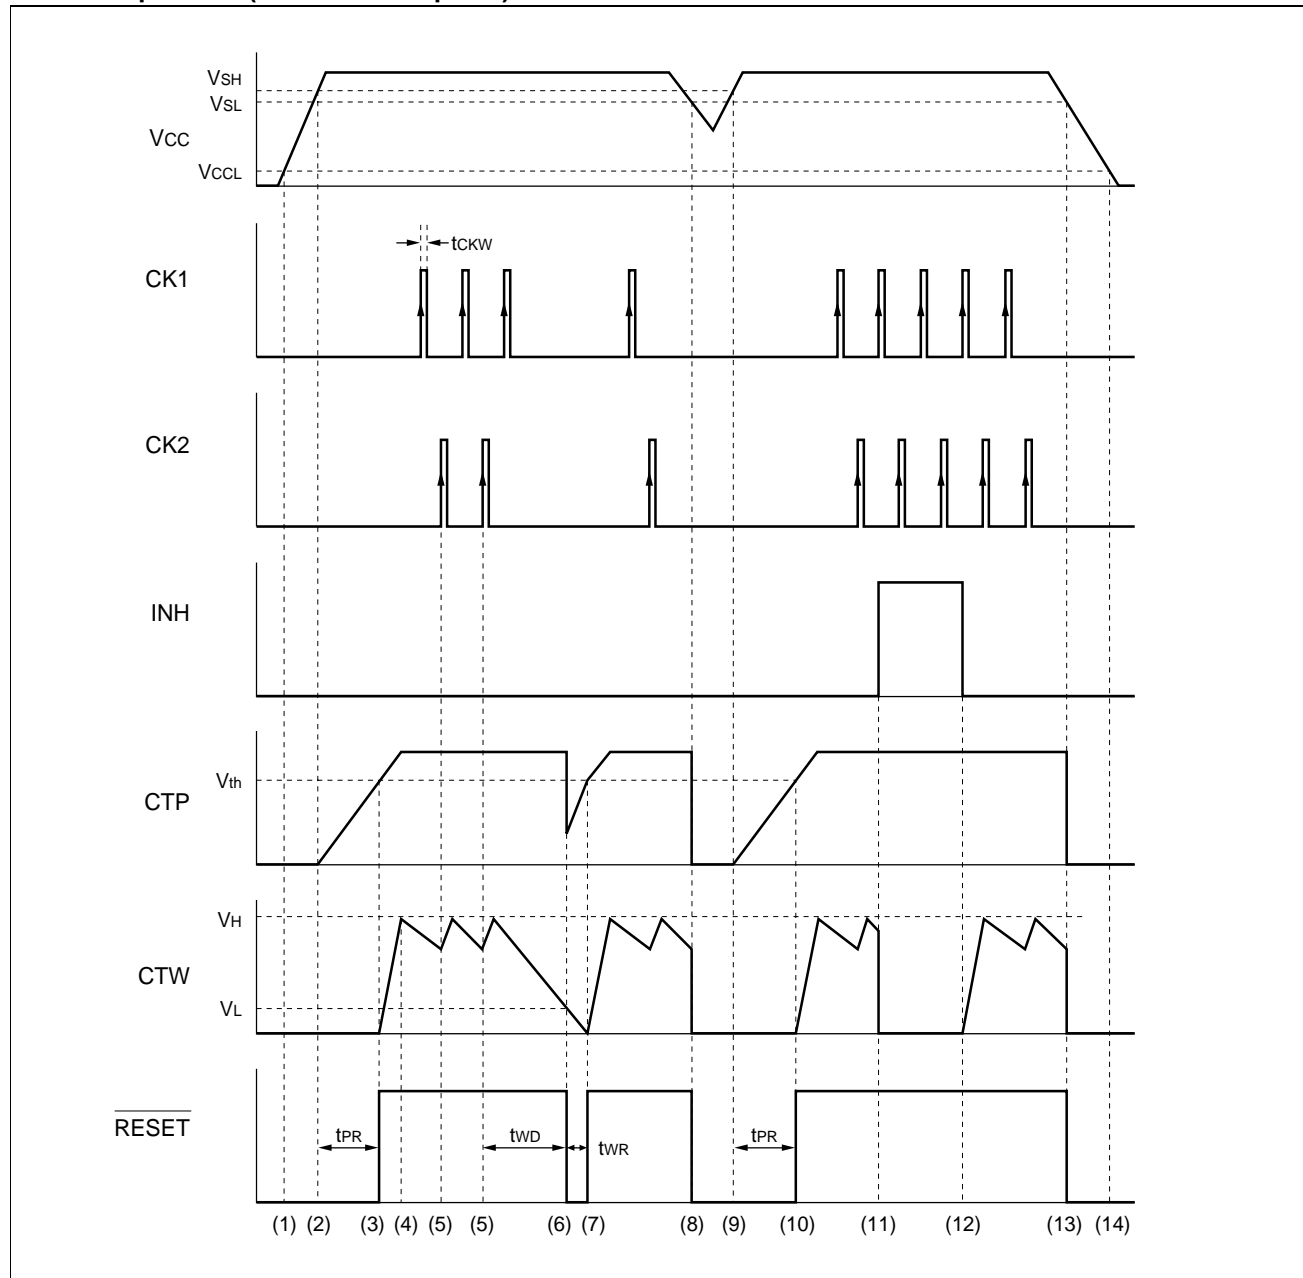 VSH
VSL
VCC
VCCL
tCKW
CK1
CK2
INH
Vth
CTP
VH
CTW
VL
RESET
tPR tWD tWR tPR
(1) (2) (3) (4) (5) (5) (6) (7) (8) (9) (10) (11) (12) (13) (14)